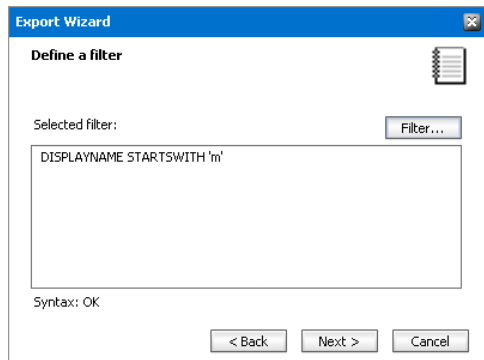 Export Wizard
Define a filter
Selected filter:
Filter...
DISPLAYNAME STARTSWITH 'm'
Syntax: OK
< Back Next > Cancel